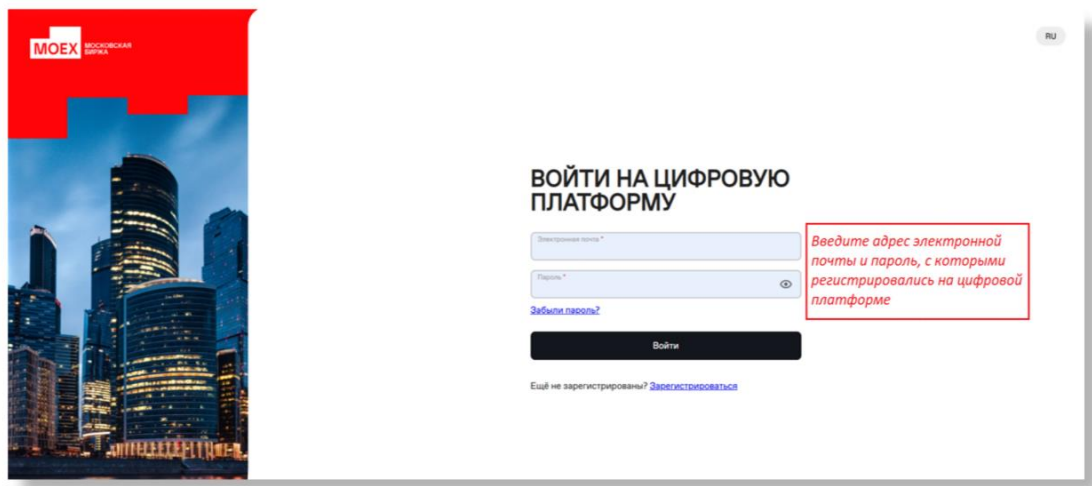 MOEX МОСКОВСКАЯ
БИРЖА
RU
ВОЙТИ НА ЦИФРОВУЮ
ПЛАТФОРМУ
Электронная почта *
Пароль *
Забыли пароль?
Войти
Ещё не зарегистрированы? Зарегистрироваться
Введите адрес электронной
почты и пароль, с которыми
регистрировались на цифровой
платформе